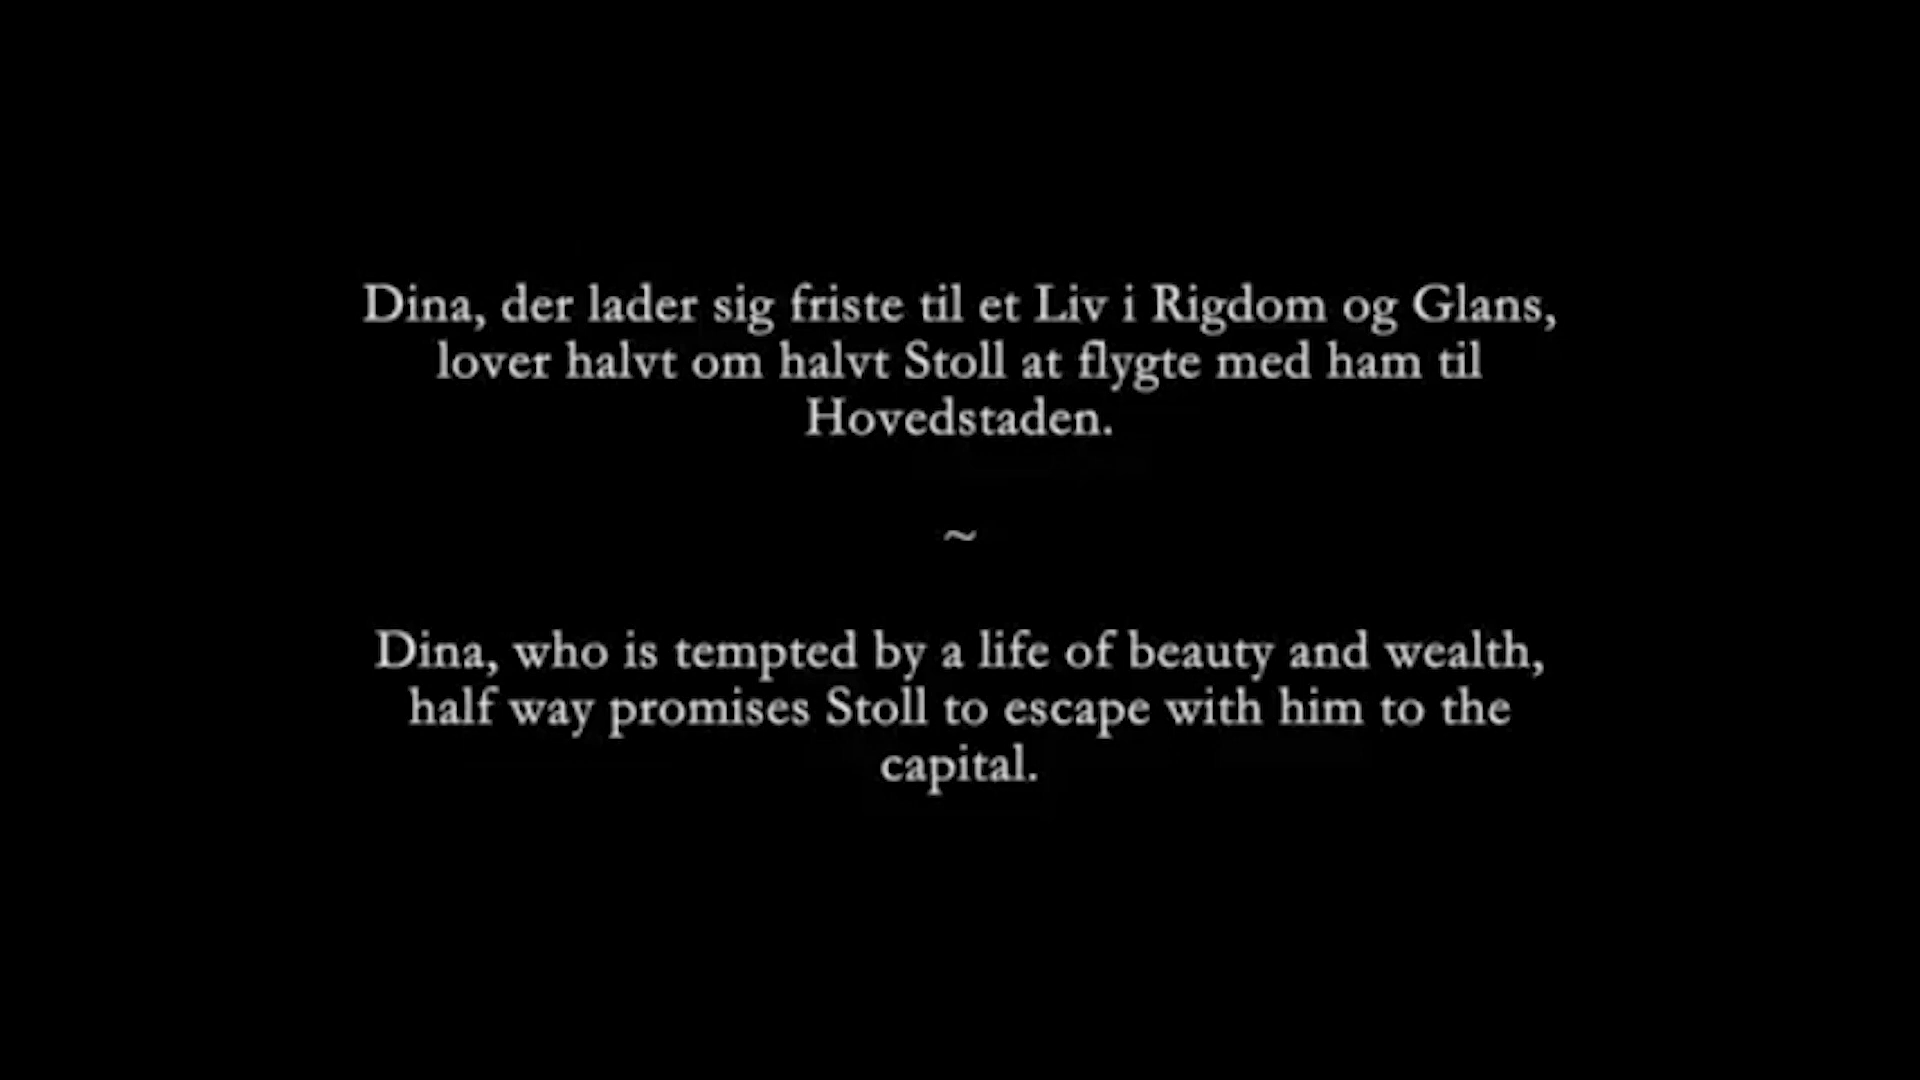 Dina, der lader sig friste til et Liv i Rigdom og Glans,
lover halvt om halvt Stoll at flygte med ham til
Hovedstaden.
~
Dina, who is tempted by a life of beauty and wealth,
half way promises Stoll to escape with him to the
capital.